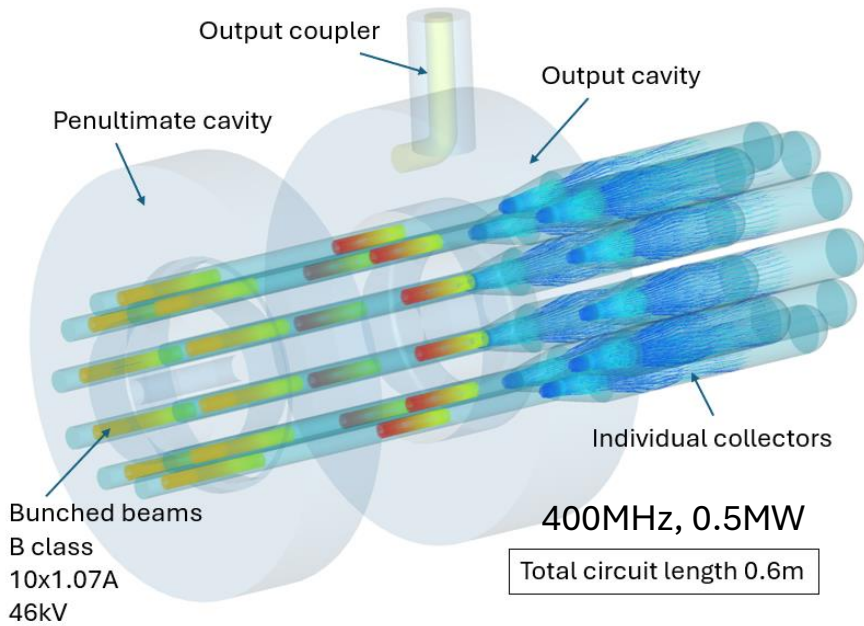 Output coupler
Output cavity
Penultimate cavity
Individual collectors
Bunched beams
B class
10x1.07A
46kV
400MHz, 0.5MW
Total circuit length 0.6m